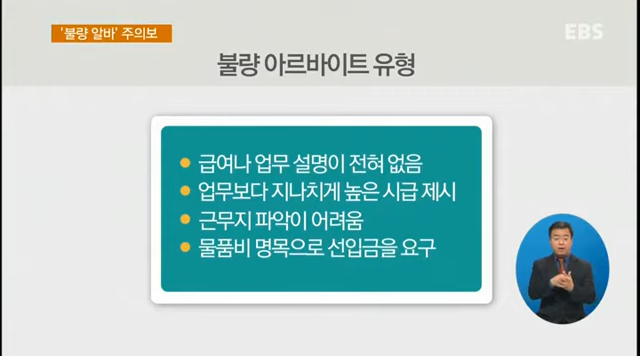 '불량 알바' 주의보
EBS
불량 아르바이트 유형
급여나 업무 설명이 전혀 없음
업무보다 지나치게 높은 시급 제시
근무지 파악이 어려움
물품비 명목으로 선입금을 요구